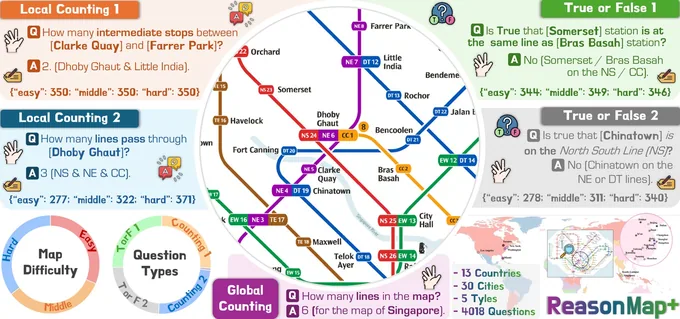 Local Counting 1
Q How many intermediate stops between
[Clarke Quay] and [Farrer Park]?
A 2. (Dhoby Ghaut & Little India).
{"easy": 350: "middle": 350: "hard": 350}
Local Counting 2
Q How many lines pass through
[Dhoby Ghaut]?
A 3 (NS & NE & CC).
{"easy": 277: "middle": 322: "hard": 371}
Hard
Easy
Middle
Map
Difficulty
T or F 1
Counting 1
T or F 2
Counting 2
Question
Types
NE 8
Farrer Park
22 Orchard
NE 7 DT 12
Little
India
NS 23
Somerset
DT 13
Rochor
Bendeme
TE 15
DT 22
Jalan B
TE 16
Havelock
Dhoby
Ghaut
NS 24 NE 6 CC 1
8
Bencoolen
DT 21
Fort Canning
DT 20
CC 2
Bras
Basah
EW 12 DT 14
NE 5
Clarke
Quay
NE 4 DT 19
Chinatown
EW 16 NE 3 TE 17
NS 25 EW 13
City
Hall
TE 18
Maxwell
Telok
Ayer
DT 18
NS 26 EW 14
EW 15
Global
Counting
Q How many lines in the map?
A 6 (for the map of Singapore).
True or False 1
Q Is True that [Somerset] station is at
the same line as [Bras Basah] station?
A No (Somerset / Bras Basah
on the NS / CC).
{"easy": 344: "middle": 349: "hard": 346}
True or False 2
Q Is true that [Chinatown] is
on the North South Line (NS)?
A No (Chinatown on the
NE or DT lines).
{"easy": 278: "middle": 311: "hard": 340}
- 13 Countries
- 30 Cities
- 5 Tyles
- 4018 Questions
ReasonMap+